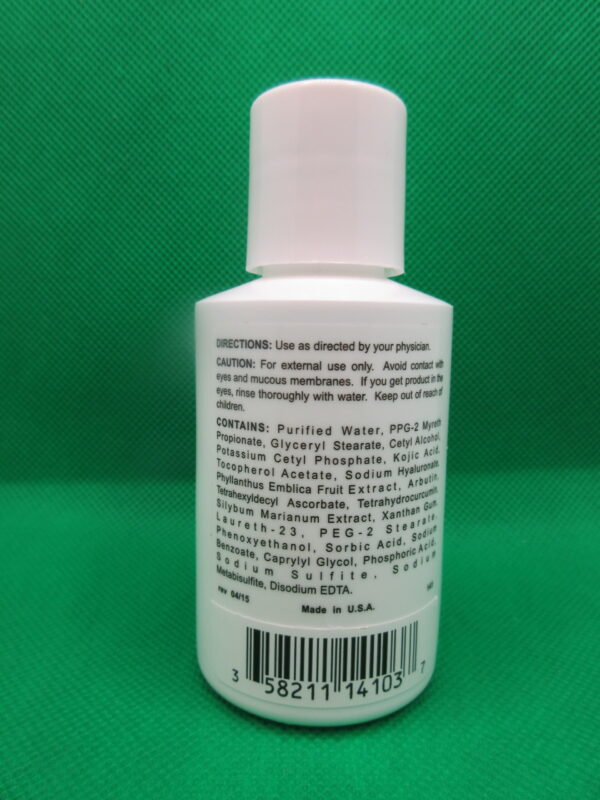 DIRECTIONS: Use as directed by your physician.
CAUTION: For external use only. Avoid contact with
eyes and mucous membranes. If you get product in the
eyes, rinse thoroughly with water. Keep out of reach of
children.
CONTAINS: Purified Water, PPG-2 Myreth
Propionate, Glyceryl Stearate, Cetyl Alcohol,
Potassium Cetyl Phosphate, Kojic Acid,
Tocopherol Acetate, Sodium Hyaluronate,
Phyllanthus Emblica Fruit Extract, Arbutin,
Tetrahexyldecyl Ascorbate, Tetrahydrocurcumin,
Silybum Marianum Extract, Xanthan Gum,
Laureth-23, PEG-2 Stearate,
Phenoxyethanol, Sorbic Acid, Sodium
Benzoate, Caprylyl Glycol, Phosphoric Acid,
Sodium Sulfite, Sodium
Metabisulfite, Disodium EDTA.
rev 04/15
Made in U.S.A.
3 58211 14103 7